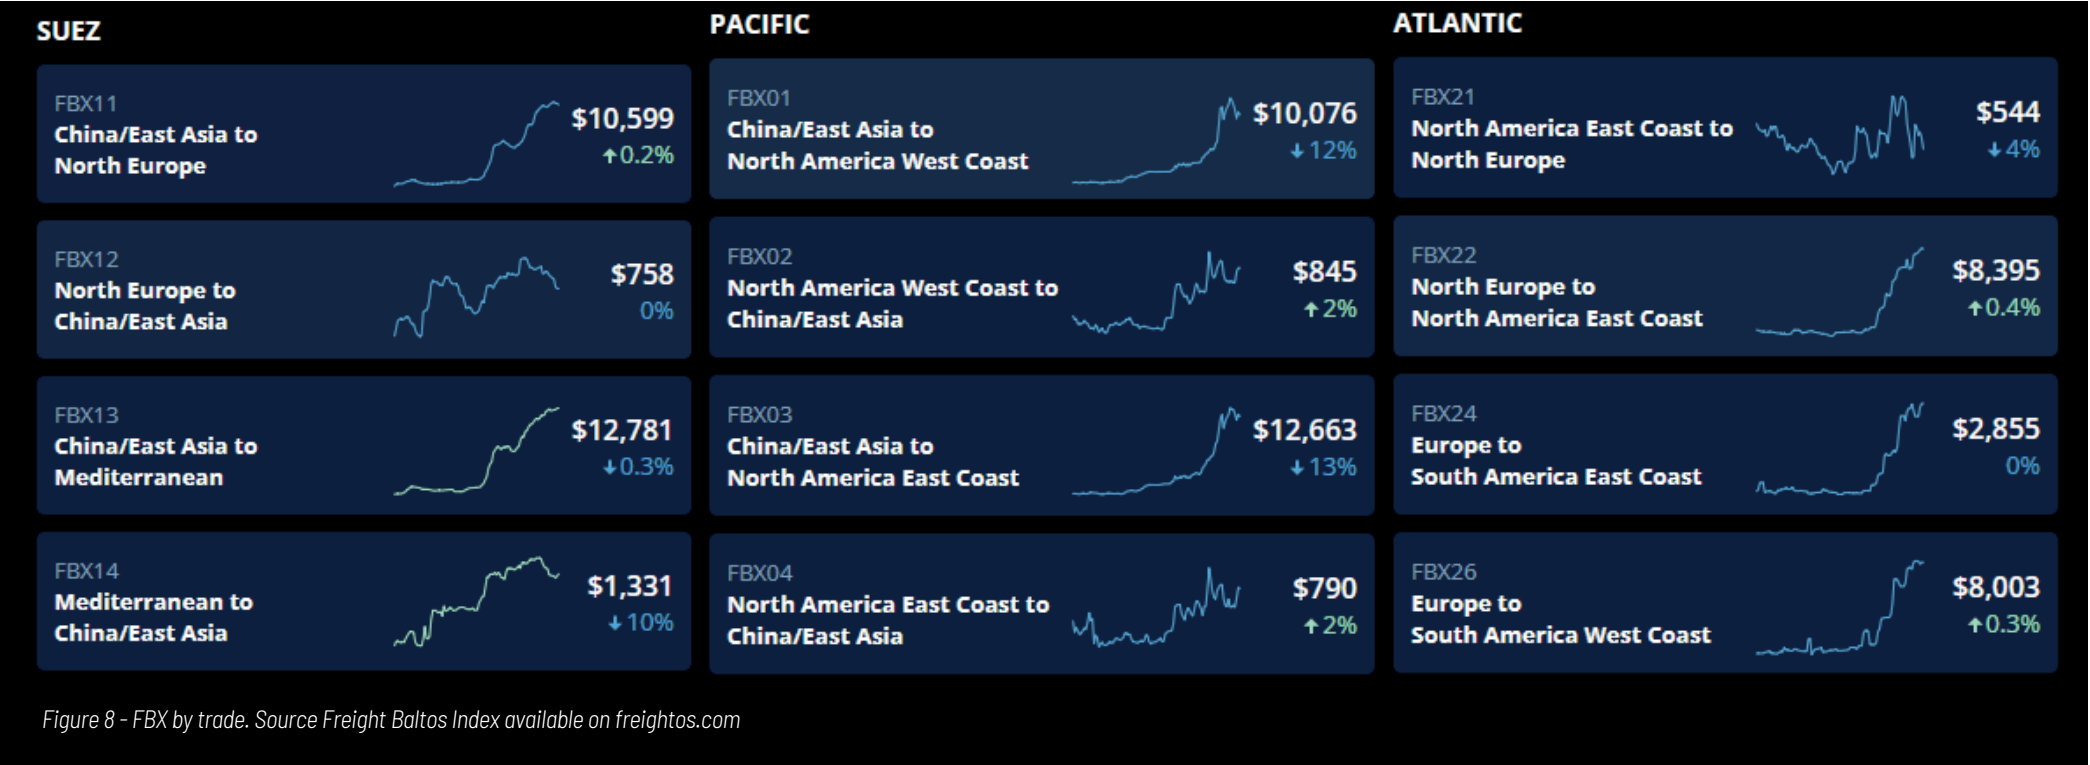 SUEZ
FBX11
China/East Asia to
North Europe
$10,599
↑0.2%
FBX12
North Europe to
China/East Asia
$758
0%
FBX13
China/East Asia to
Mediterranean
$12,781
↓0.3%
FBX14
Mediterranean to
China/East Asia
$1,331
↓10%
PACIFIC
FBX01
China/East Asia to
North America West Coast
$10,076
↓12%
FBX02
North America West Coast to
China/East Asia
$845
↑2%
FBX03
China/East Asia to
North America East Coast
$12,663
↓13%
FBX04
North America East Coast to
China/East Asia
$790
↑2%
ATLANTIC
FBX21
North America East Coast to
North Europe
$544
↓4%
FBX22
North Europe to
North America East Coast
$8,395
↑0.4%
FBX24
Europe to
South America East Coast
$2,855
0%
FBX26
Europe to
South America West Coast
$8,003
↑0.3%
Figure 8 - FBX by trade. Source Freight Baltos Index available on freightos.com